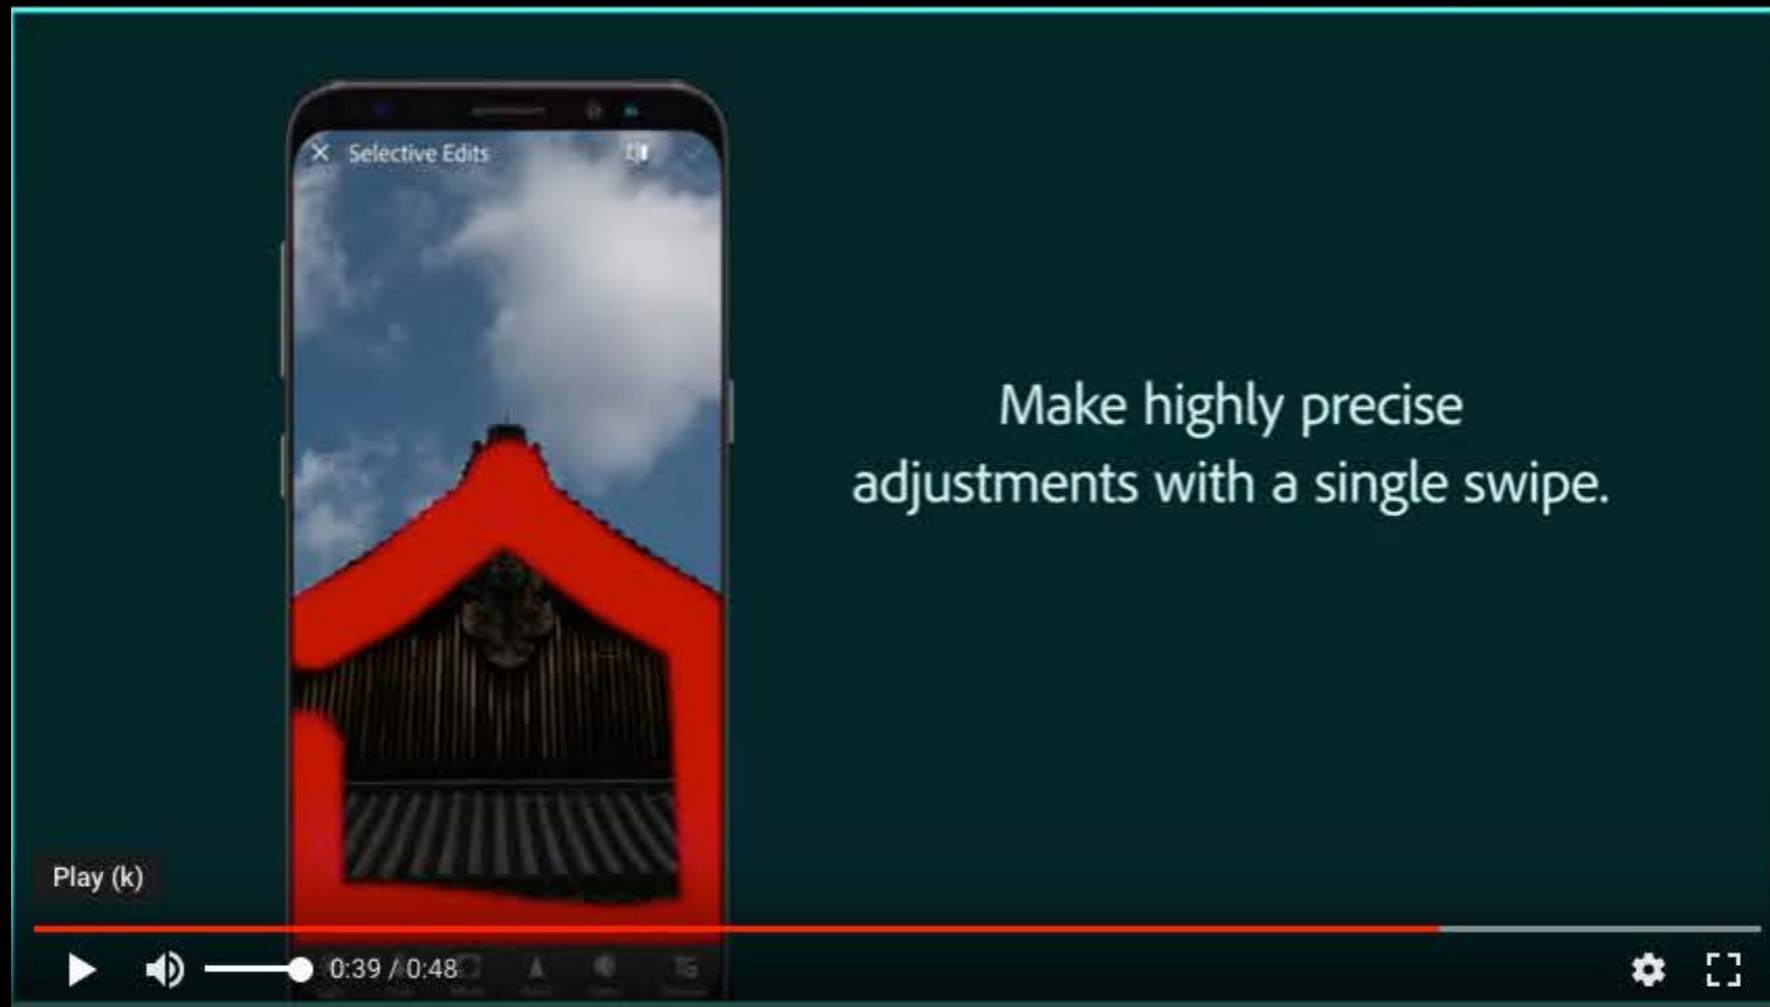 Selective Edits
Make highly precise
adjustments with a single swipe.
Play (k)
0:39 / 0:48